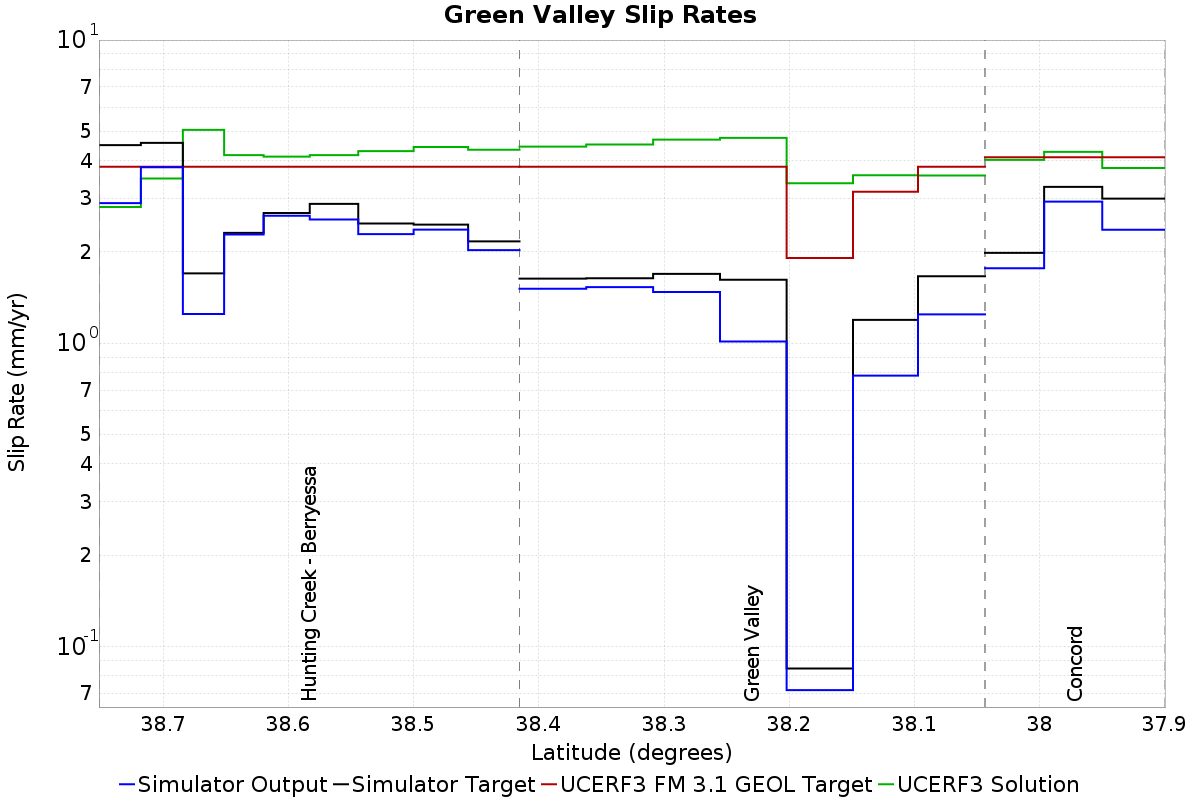 Green Valley Slip Rates
10^1
7
5
4
3
2
10^0
7
5
4
3
2
10^-1
7
Slip Rate (mm/yr)
Hunting Creek - Berryessa
Green Valley
Concord
38.7 38.6 38.5 38.4 38.3 38.2 38.1 38 37.9
Latitude (degrees)
Simulator Output Simulator Target UCERF3 FM 3.1 GEOL Target UCERF3 Solution